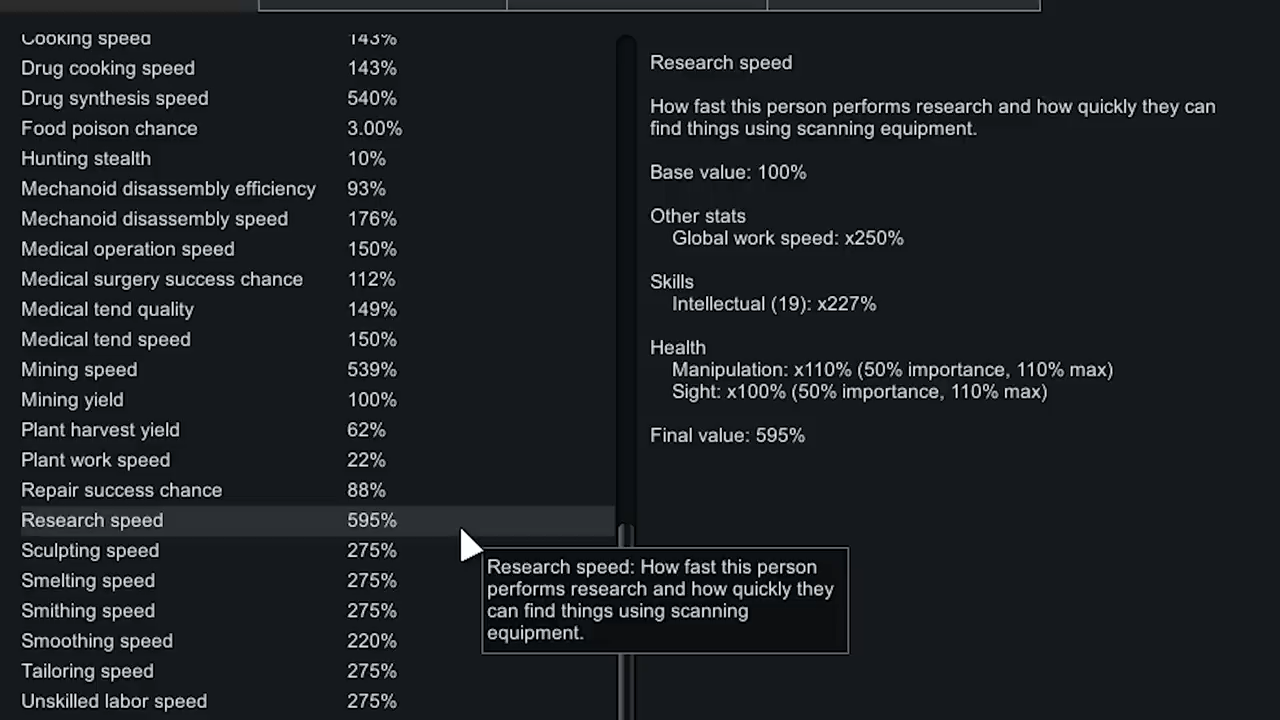 Cooking speed 143%
Drug cooking speed 143%
Drug synthesis speed 540%
Food poison chance 3.00%
Hunting stealth 10%
Mechanoid disassembly efficiency 93%
Mechanoid disassembly speed 176%
Medical operation speed 150%
Medical surgery success chance 112%
Medical tend quality 149%
Medical tend speed 150%
Mining speed 539%
Mining yield 100%
Plant harvest yield 62%
Plant work speed 22%
Repair success chance 88%
Research speed 595%
Sculpting speed 275%
Smelting speed 275%
Smithing speed 275%
Smoothing speed 220%
Tailoring speed 275%
Unskilled labor speed 275%
Research speed
How fast this person performs research and how quickly they can
find things using scanning equipment.
Base value: 100%
Other stats
Global work speed: x250%
Skills
Intellectual (19): x227%
Health
Manipulation: x110% (50% importance, 110% max)
Sight: x100% (50% importance, 110% max)
Final value: 595%
Research speed: How fast this person
performs research and how quickly they
can find things using scanning
equipment.